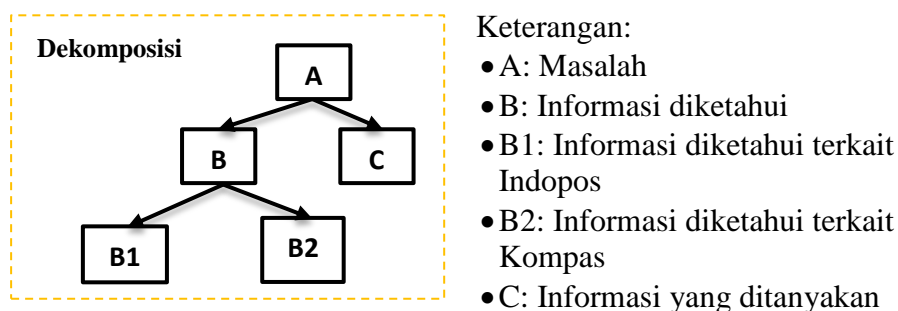 Dekomposisi
A
B
C
B1
B2
Keterangan:
• A: Masalah
• B: Informasi diketahui
• B1: Informasi diketahui terkait
Indopos
• B2: Informasi diketahui terkait
Kompas
• C: Informasi yang ditanyakan